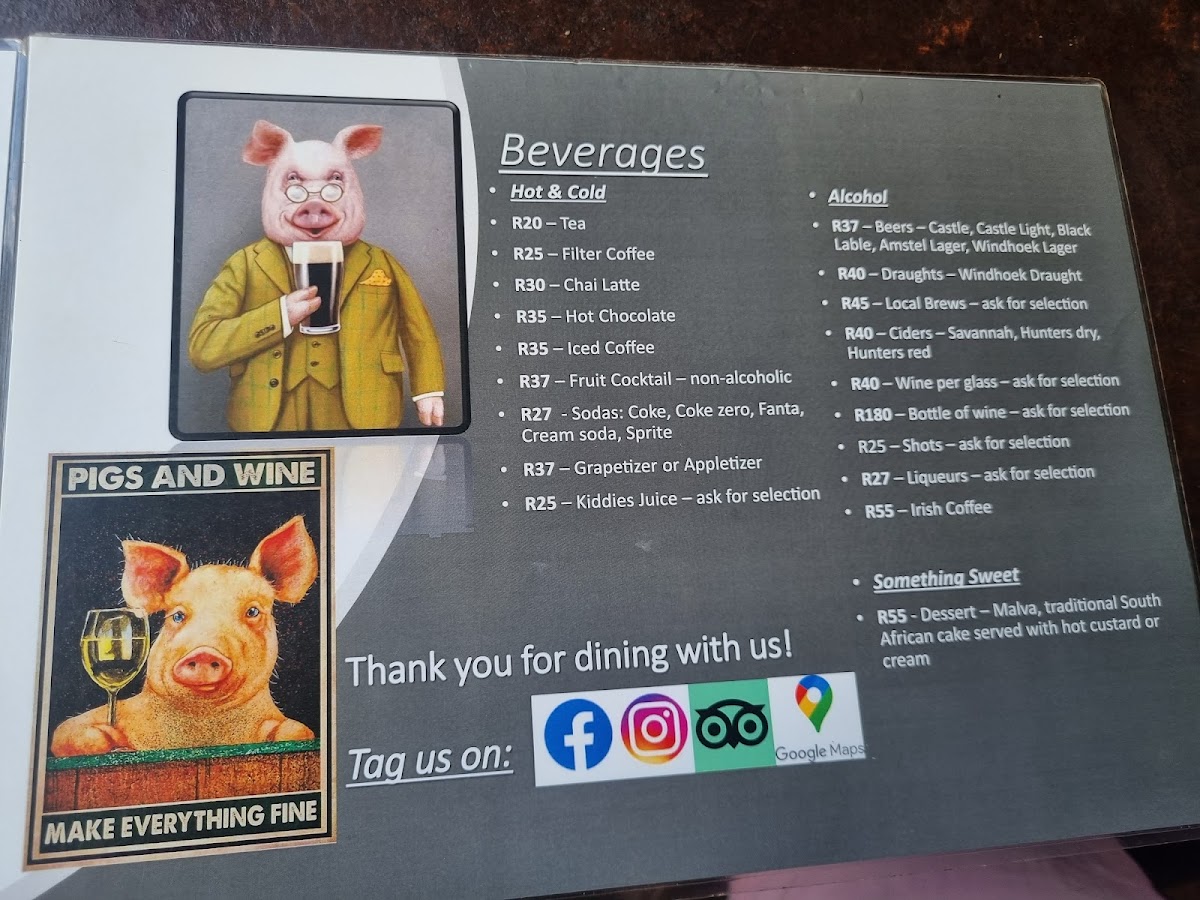 Beverages
• Hot & Cold
• R20 – Tea
• R25 – Filter Coffee
• R30 – Chai Latte
• R35 – Hot Chocolate
• R35 – Iced Coffee
• R37 – Fruit Cocktail – non-alcoholic
• R27 - Sodas: Coke, Coke zero, Fanta,
Cream soda, Sprite
• R37 – Grapetizer or Appletizer
• R25 – Kiddies Juice – ask for selection
• Alcohol
• R37 – Beers – Castle, Castle Light, Black
Lable, Amstel Lager, Windhoek Lager
• R40 – Draughts – Windhoek Draught
• R45 – Local Brews – ask for selection
• R40 – Ciders – Savannah, Hunters dry,
Hunters red
• R40 – Wine per glass – ask for selection
• R180 – Bottle of wine – ask for selection
• R25 – Shots – ask for selection
• R27 – Liqueurs – ask for selection
• R55 – Irish Coffee
• Something Sweet
• R55 - Dessert – Malva, traditional South
African cake served with hot custard or
cream
PIGS AND WINE
MAKE EVERYTHING FINE
Thank you for dining with us!
Tag us on:
Google Maps